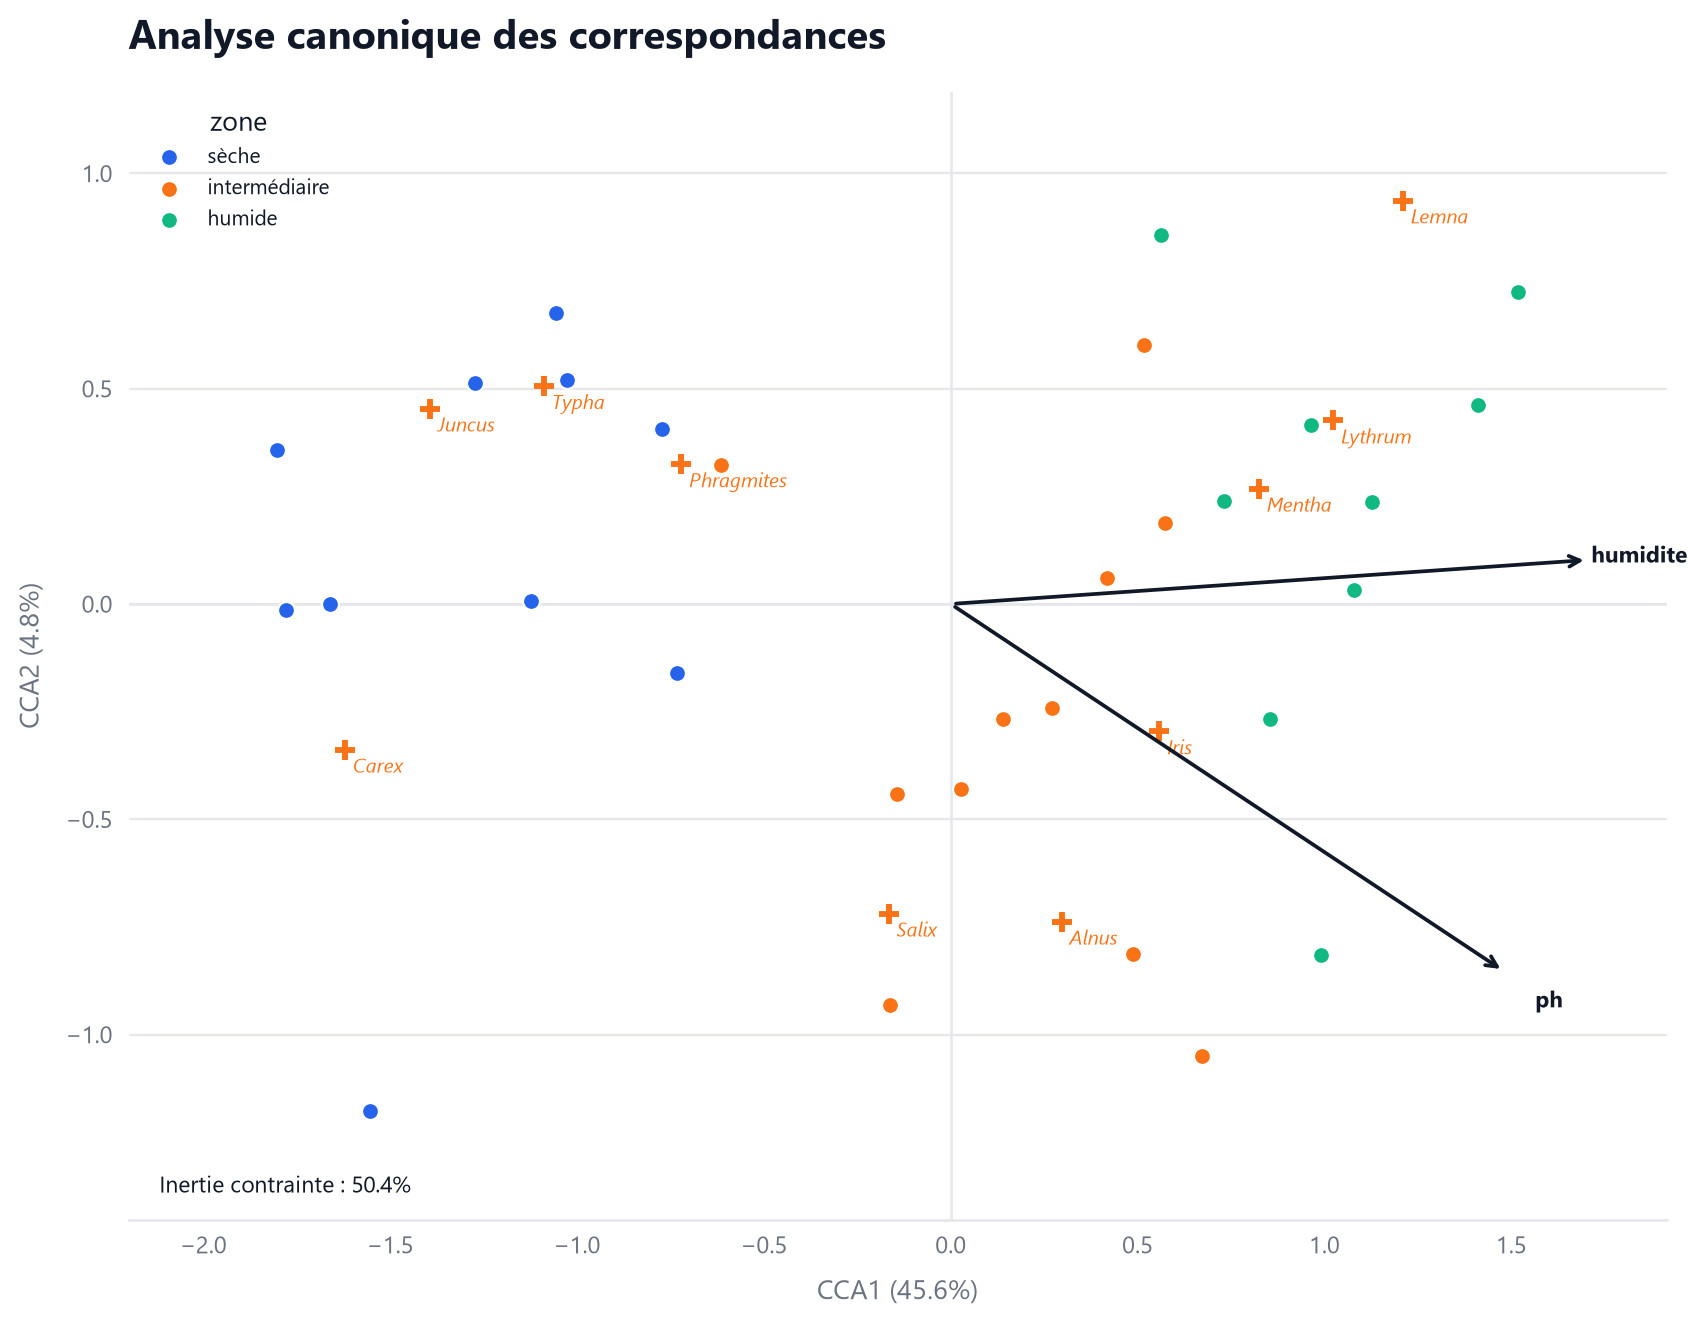 Analyse canonique des correspondances
zone
sèche
intermédiaire
humide
1.0
0.5
0.0
−0.5
−1.0
CCA2 (4.8%)
Lemna
Typha
Juncus
Lythrum
Phragmites
Mentha
humidite
Iris
Carex
Salix
Alnus
ph
Inertie contrainte : 50.4%
−2.0 −1.5 −1.0 −0.5 0.0 0.5 1.0 1.5
CCA1 (45.6%)